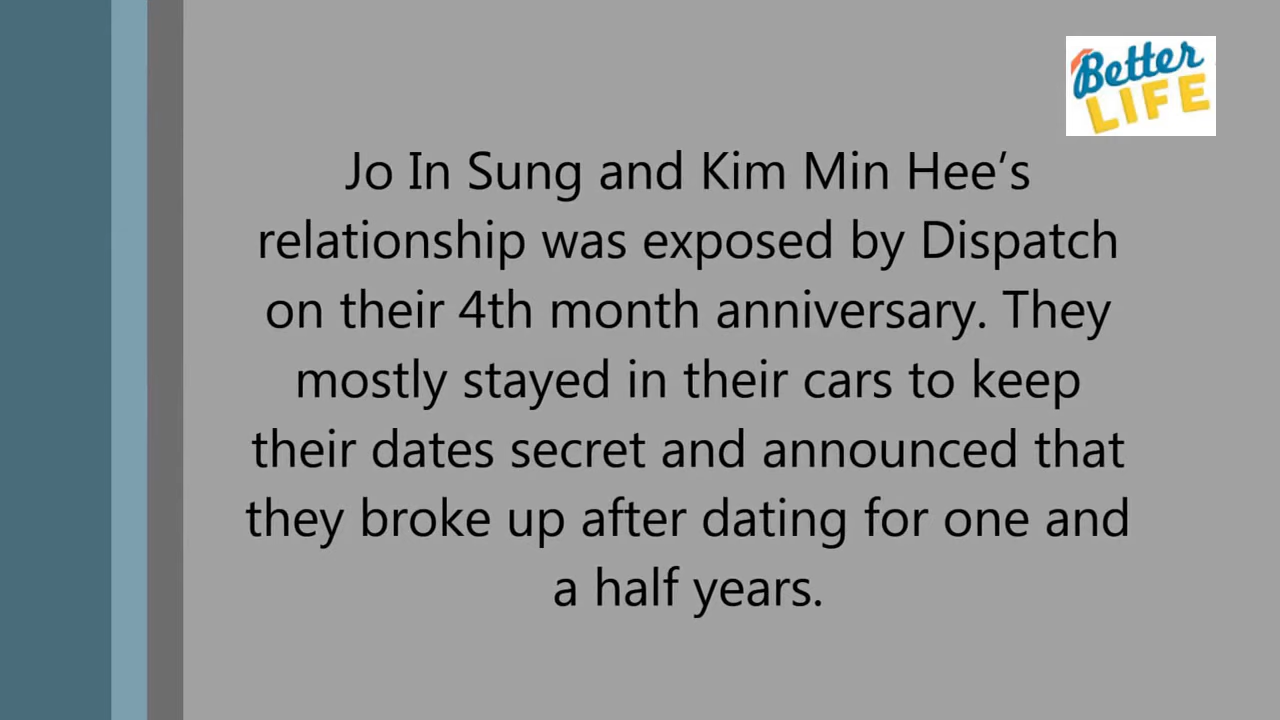 Better
LIFE
Jo In Sung and Kim Min Hee’s
relationship was exposed by Dispatch
on their 4th month anniversary. They
mostly stayed in their cars to keep
their dates secret and announced that
they broke up after dating for one and
a half years.